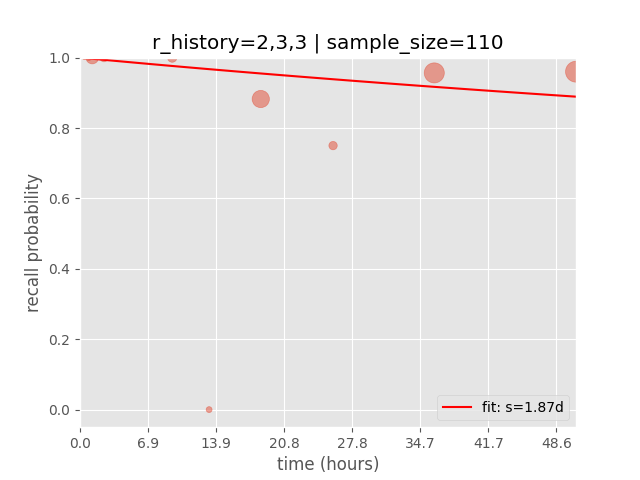 r_history=2,3,3 | sample_size=110
recall probability
1.0
0.8
0.6
0.4
0.2
0.0
fit: s=1.87d
0.0 6.9 13.9 20.8 27.8 34.7 41.7 48.6
time (hours)